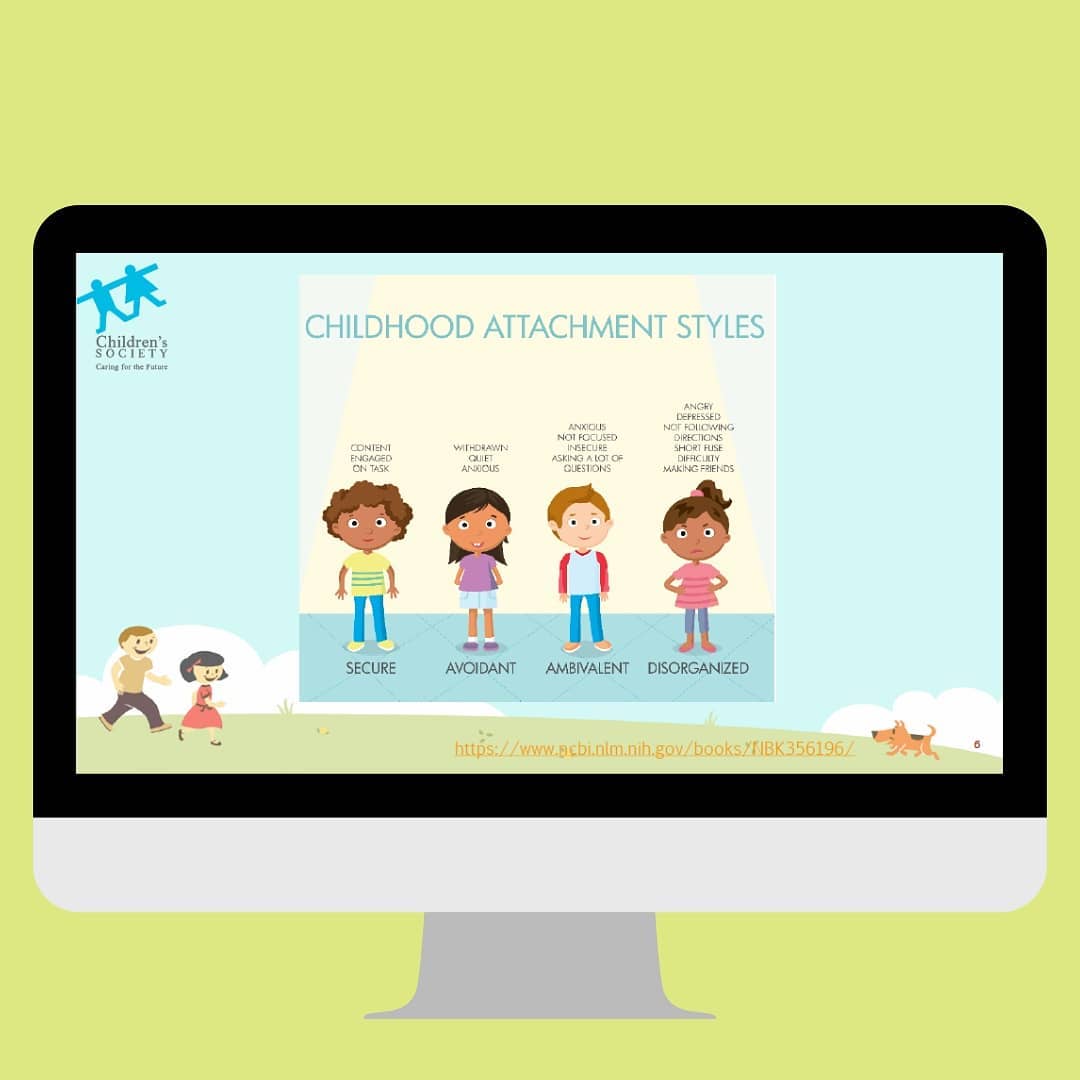 Children's
SOCIETY
Caring for the Future
CHILDHOOD ATTACHMENT STYLES
CONTENT
ENGAGED
ON TASK
WITHDRAWN
QUIET
ANXIOUS
ANXIOUS
NOT FOCUSED
INSECURE
ASKING A LOT OF
QUESTIONS
ANGRY
DEPRESSED
NOT FOLLOWING
DIRECTIONS
SHORT FUSE
DIFFICULTY
MAKING FRIENDS
SECURE
AVOIDANT
AMBIVALENT
DISORGANIZED
https://www.ncbi.nlm.nih.gov/books/NBK356196/
6